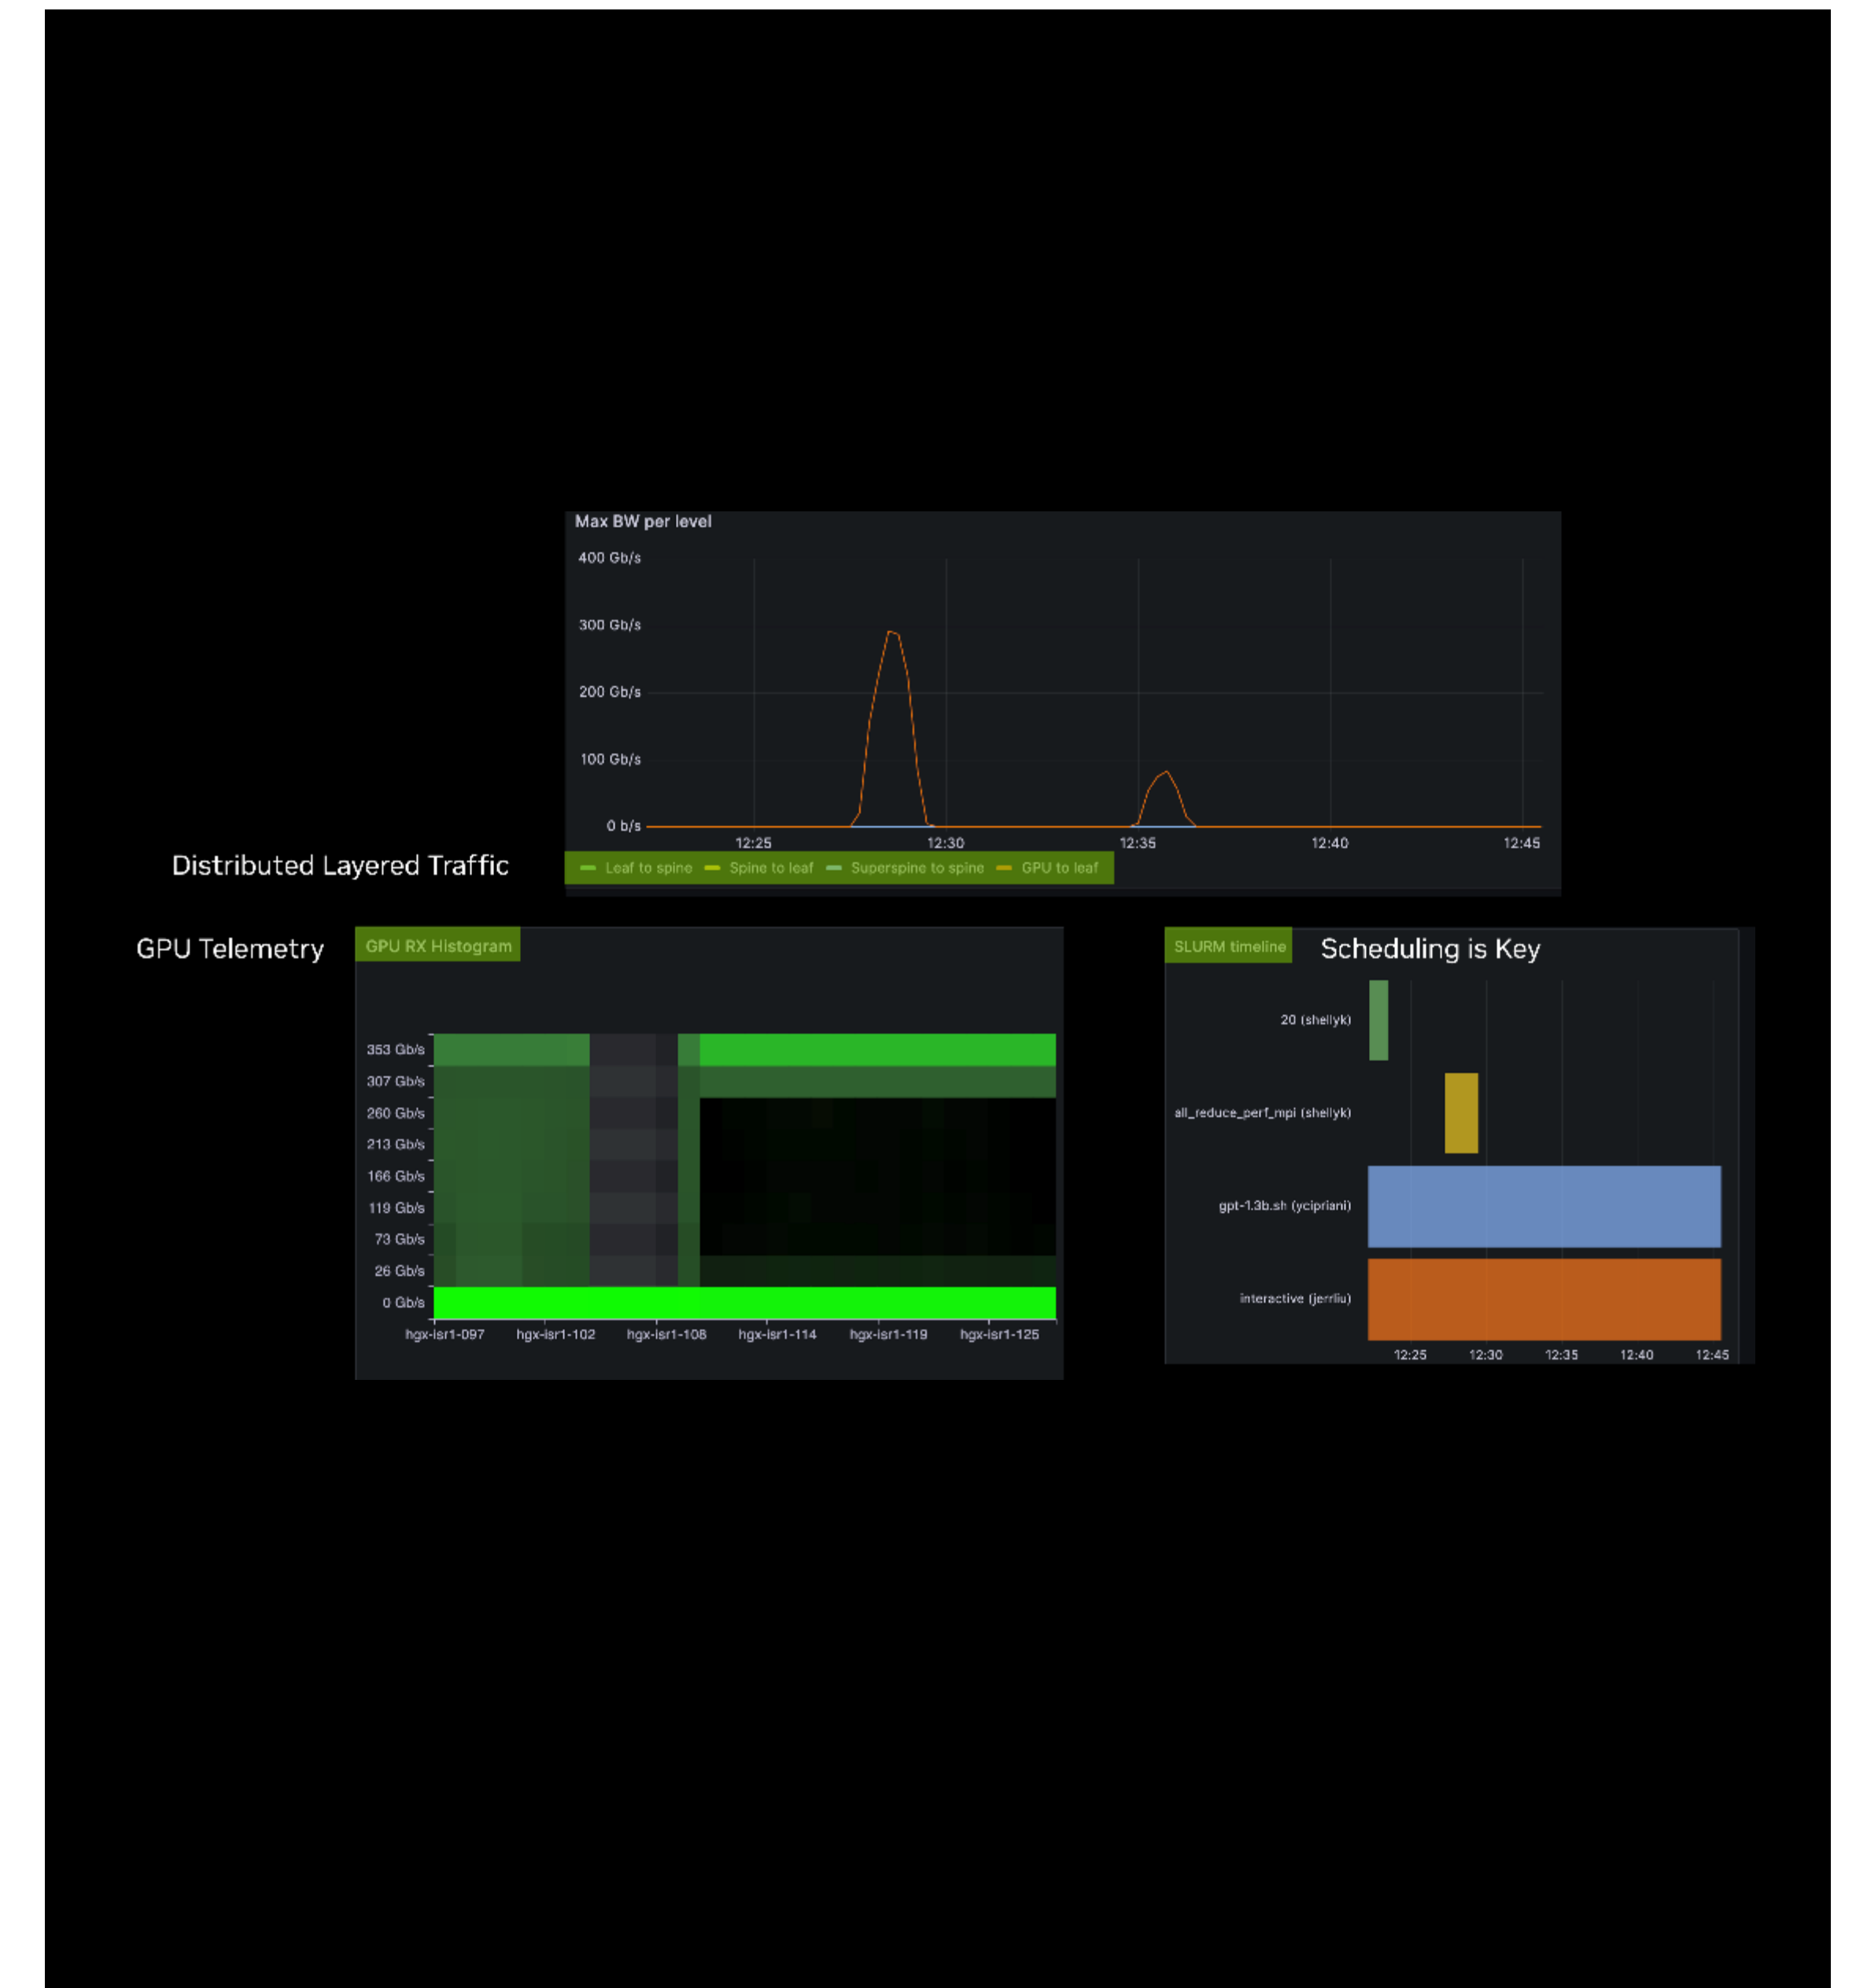 Max BW per level
400 Gb/s
300 Gb/s
200 Gb/s
100 Gb/s
0 b/s
12:25 12:30 12:35 12:40 12:45
Distributed Layered Traffic
Leaf to spine Spine to leaf Superspine to spine GPU to leaf
GPU Telemetry
GPU RX Histogram
353 Gb/s
307 Gb/s
260 Gb/s
213 Gb/s
166 Gb/s
119 Gb/s
73 Gb/s
26 Gb/s
0 Gb/s
hgx-isr1-097 hgx-isr1-102 hgx-isr1-108 hgx-isr1-114 hgx-isr1-119 hgx-isr1-125
SLURM timeline
Scheduling is Key
20 (shellyk)
all_reduce_perf_mpi (shellyk)
gpt-1.3b.sh (ycipriani)
interactive (jerrliu)
12:25 12:30 12:35 12:40 12:45